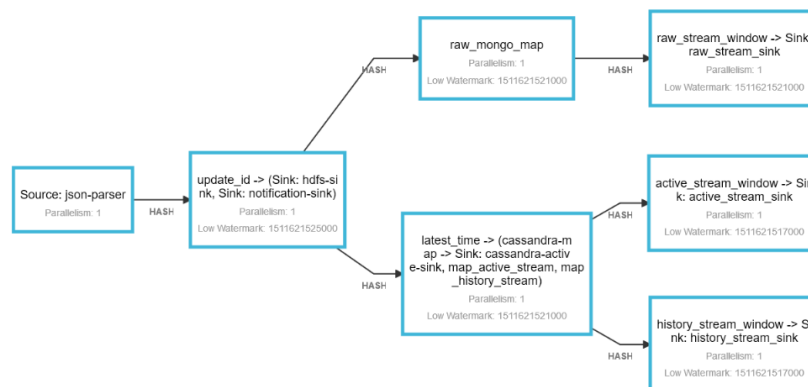 Source: json-parser
Parallelism: 1
HASH
update_id -> (Sink: hdfs-si
nk, Sink: notification-sink)
Parallelism: 1
Low Watermark: 1511621525000
HASH
raw_mongo_map
Parallelism: 1
Low Watermark: 1511621521000
HASH
raw_stream_window -> Sink
raw_stream_sink
Parallelism: 1
Low Watermark: 1511621521000
HASH
latest_time -> (cassandra-m
ap -> Sink: cassandra-activ
e-sink, map_active_stream, map
_history_stream)
Parallelism: 1
Low Watermark: 1511621521000
HASH
active_stream_window -> Sin
k: active_stream_sink
Parallelism: 1
Low Watermark: 1511621517000
HASH
history_stream_window -> S
nk: history_stream_sink
Parallelism: 1
Low Watermark: 1511621517000